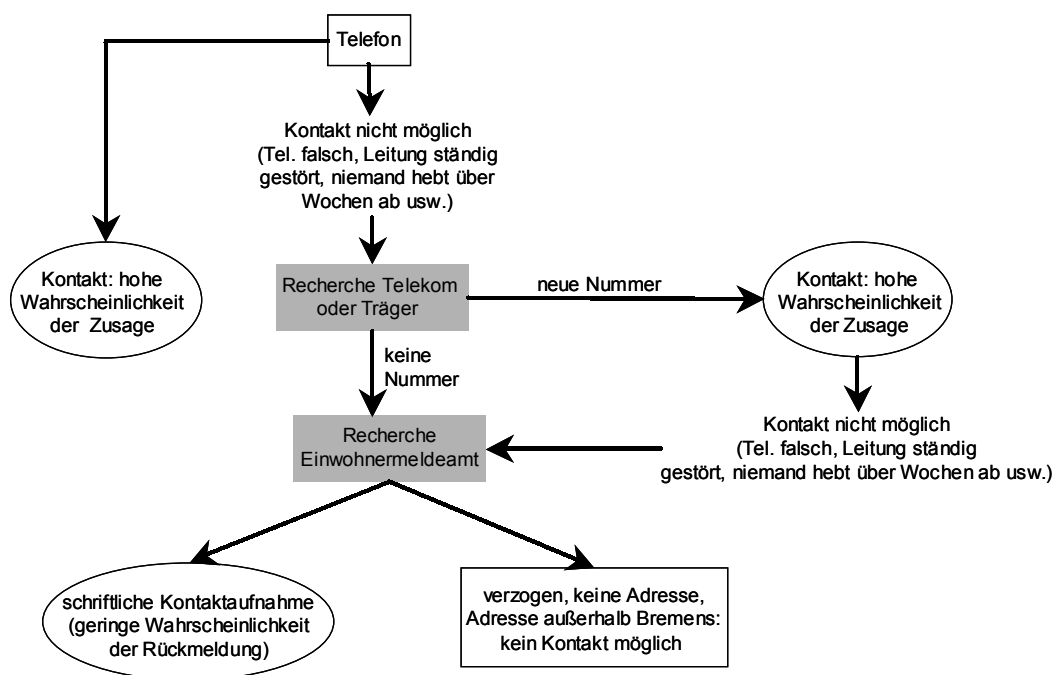 Telefon
Kontakt nicht möglich
(Tel. falsch, Leitung ständig
gestört, niemand hebt über
Wochen ab usw.)
Kontakt: hohe
Wahrscheinlichkeit
der Zusage
Recherche Telekom
oder Träger
neue Nummer
Kontakt: hohe
Wahrscheinlichkeit
der Zusage
keine
Nummer
Kontakt nicht möglich
(Tel. falsch, Leitung ständig
gestört, niemand hebt über Wochen ab usw.)
Recherche
Einwohnermeldeamt
schriftliche Kontaktaufnahme
(geringe Wahrscheinlichkeit
der Rückmeldung)
verzogen, keine Adresse,
Adresse außerhalb Bremens:
kein Kontakt möglich